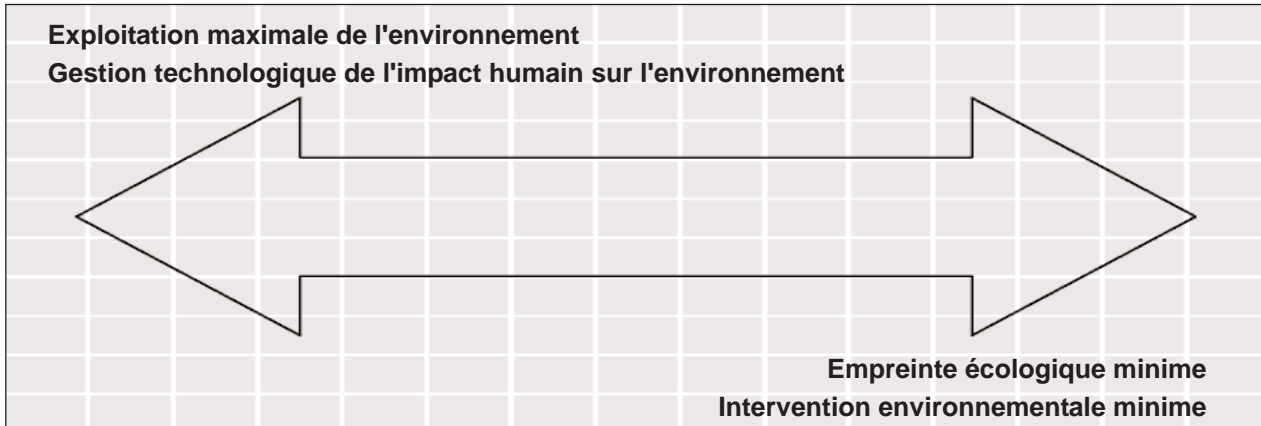 Exploitation maximale de l'environnement
Gestion technologique de l'impact humain sur l'environnement
Empreinte écologique minime
Intervention environnementale minime